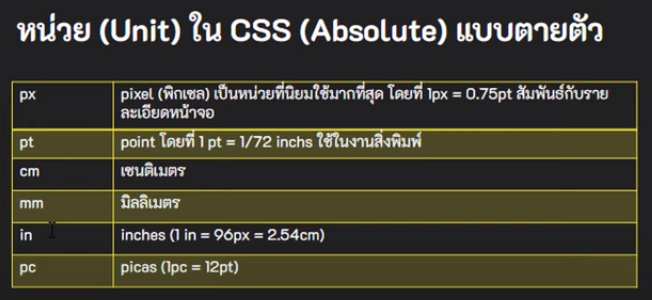 หน่วย (Unit) ใน CSS (Absolute) แบบตายตัว
px pixel (พิกเซล) เป็นหน่วยที่นิยมใช้มากที่สุด โดยที่ 1px = 0.75pt สัมพันธ์กับราย
ละเอียดหน้าจอ
pt point โดยที่ 1 pt = 1/72 inchs ใช้ในงานสิ่งพิมพ์
cm เซนติเมตร
mm มิลลิเมตร
in inches (1 in = 96px = 2.54cm)
pc picas (1pc = 12pt)